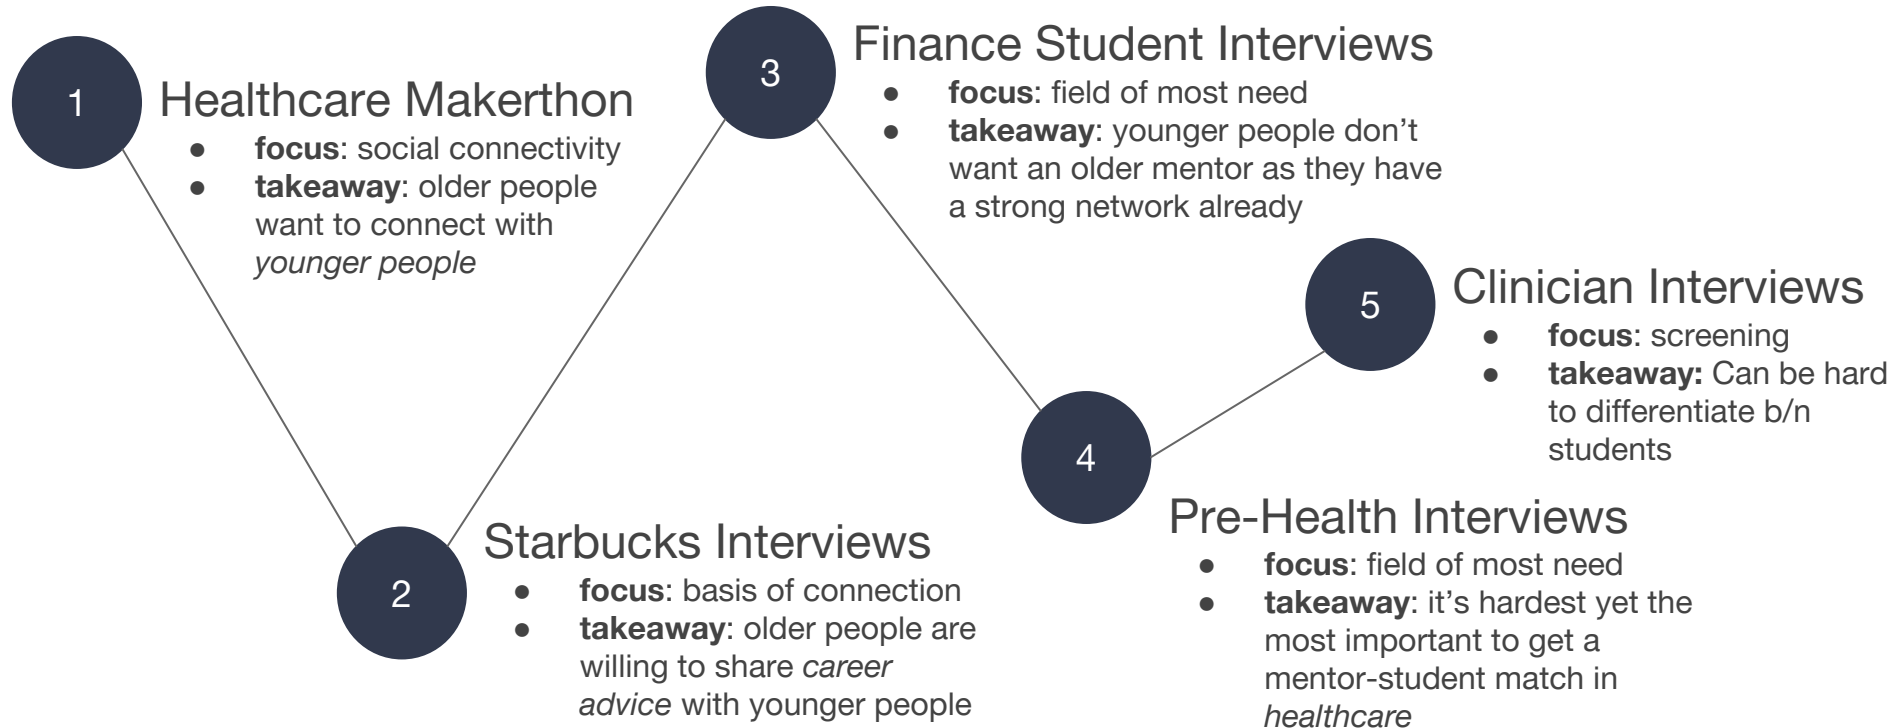 1
Healthcare Makerthon
● focus: social connectivity
● takeaway: older people
want to connect with
younger people
2
Starbucks Interviews
● focus: basis of connection
● takeaway: older people are
willing to share career
advice with younger people
3
Finance Student Interviews
● focus: field of most need
● takeaway: younger people don’t
want an older mentor as they have
a strong network already
4
Pre-Health Interviews
● focus: field of most need
● takeaway: it’s hardest yet the
most important to get a
mentor-student match in
healthcare
5
Clinician Interviews
● focus: screening
● takeaway: Can be hard
to differentiate b/n
students